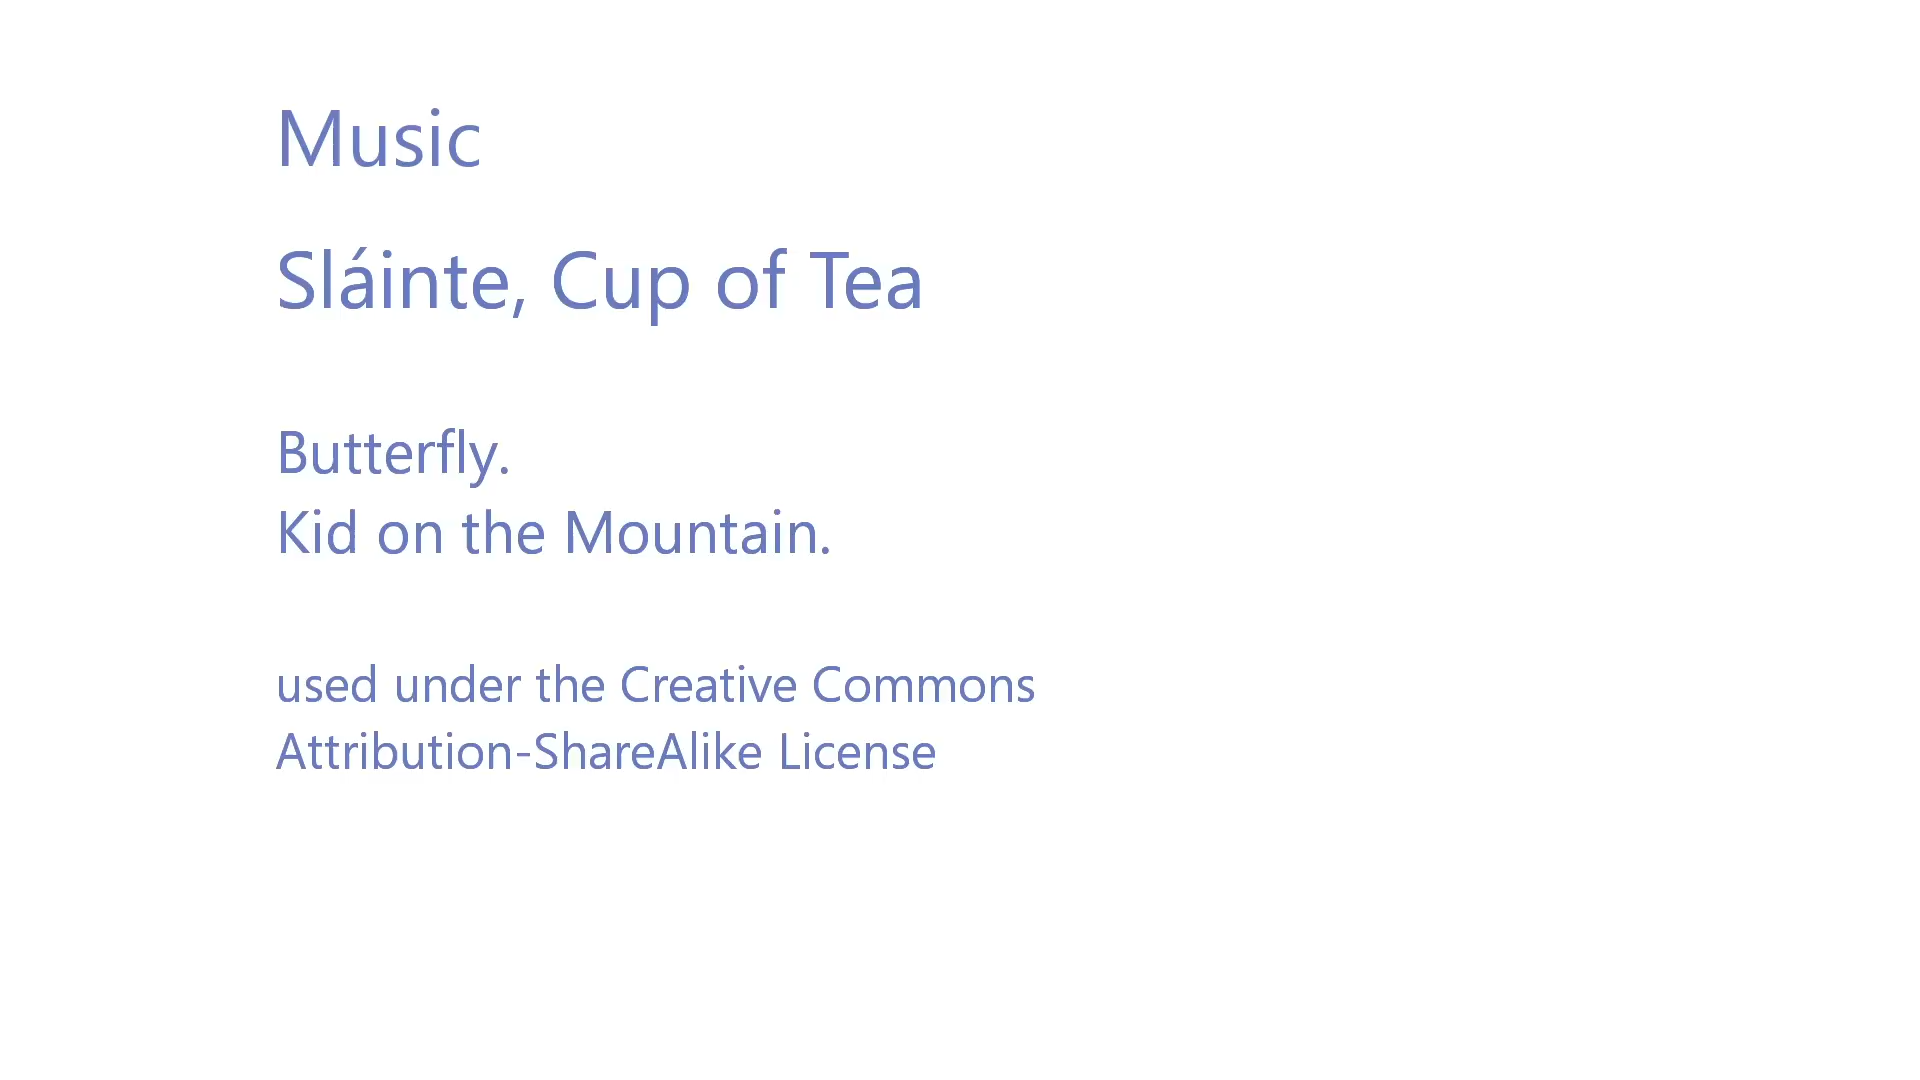 Music
Sláinte, Cup of Tea
Butterfly.
Kid on the Mountain.
used under the Creative Commons
Attribution-ShareAlike License